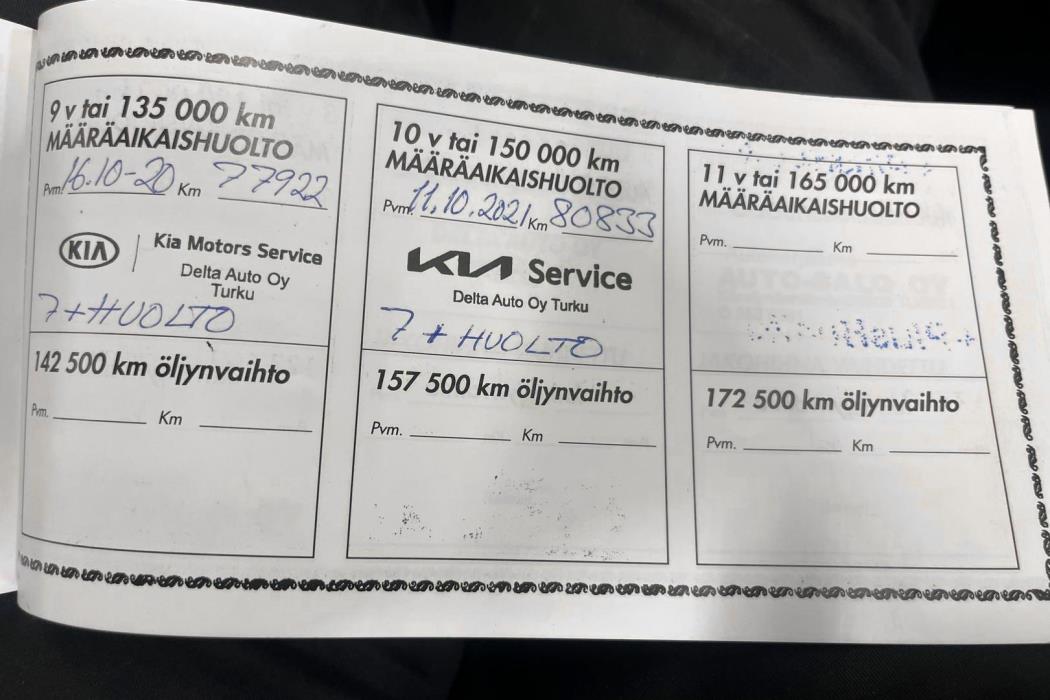 9 v tai 135 000 km
MÄÄRÄAIKAISHUOLTO
Pvm. 16.10-20 Km 77922
KIA Kia Motors Service
Delta Auto Oy
Turku
7+HUOLTO
142 500 km öljynvaihto
Pvm. Km
10 v tai 150 000 km
MÄÄRÄAIKAISHUOLTO
Pvm. 11.10.2021 Km 80833
KIA Service
Delta Auto Oy Turku
7 + HUOLTO
157 500 km öljynvaihto
Pvm. Km
11 v tai 165 000 km
MÄÄRÄAIKAISHUOLTO
Pvm. Km
172 500 km öljynvaihto
Pvm. Km